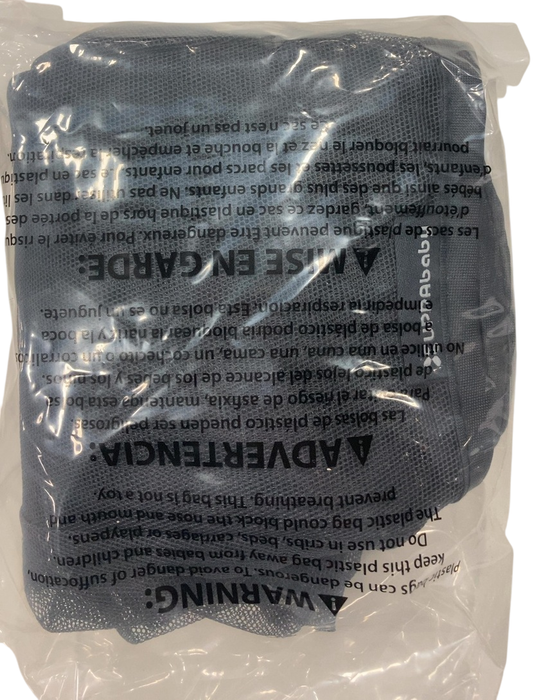 ⚠WARNING:
Plastic bags can be dangerous. To avoid danger of suffocation,
keep this plastic bag away from babies and children.
Do not use in cribs, beds, carriages or playpens.
The plastic bag could block the nose and mouth and
prevent breathing. This bag is not a toy.
⚠ADVERTENCIA:
Las bolsas de plástico pueden ser peligrosas.
Para evitar el riesgo de asfixia, mantenga esta bolsa
de plástico lejos del alcance de los bebés y los niños.
No utilice en una cuna, una cama, un cochecito o un corralito.
a bolsa de plástico podría bloquear la nariz y la boca
e impediría respiración. Esta bolsa no es un juguete.
⚠MISE EN GARDE:
Les sacs de plastique peuvent être dangereux. Pour éviter le risqu
d'étouffement, gardez ce sac en plastique hors de la portée des
bébés ainsi que des plus grands enfants. Ne pas utiliser dans les li
d'enfants, les poussettes et les parcs pour enfants. Ce sac en plastiq
pourrait bloquer le nez et la bouche et empêcher la respiration.
Ce sac n'est pas un jouet.
UPPAbaby